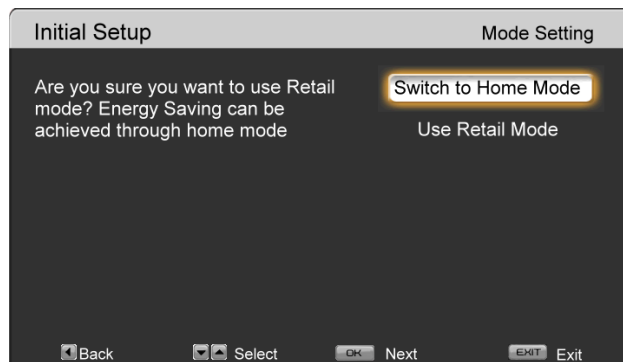 Initial Setup
Mode Setting
Are you sure you want to use Retail
mode? Energy Saving can be
achieved through home mode
Switch to Home Mode
Use Retail Mode
Back
Select
OK Next
EXIT Exit